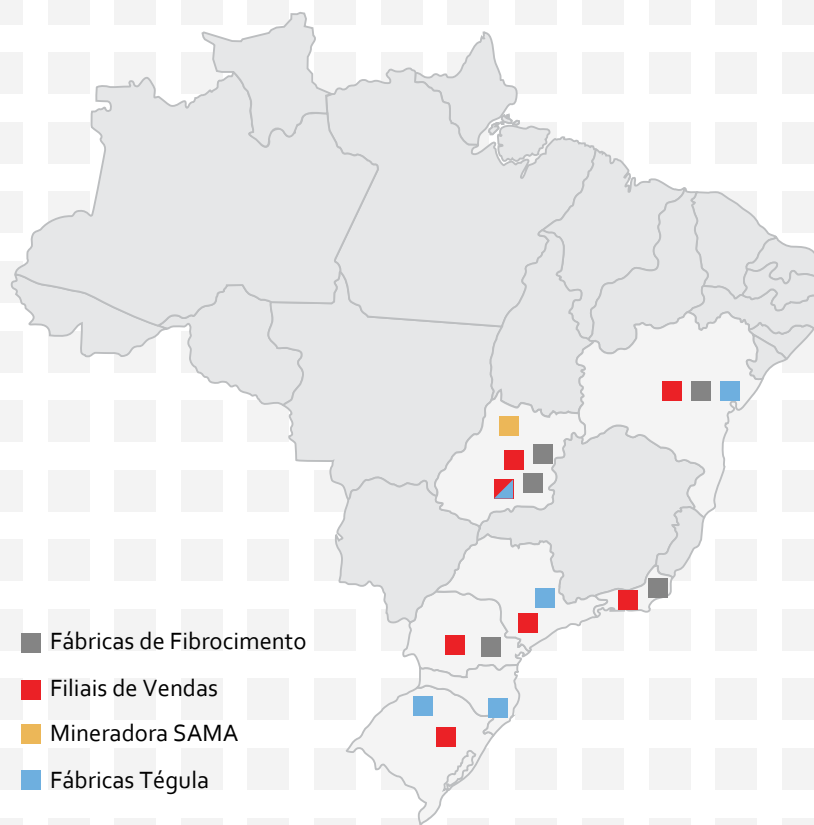 Fábricas de Fibrocimento
Filiais de Vendas
Mineradora SAMA
Fábricas Tégula